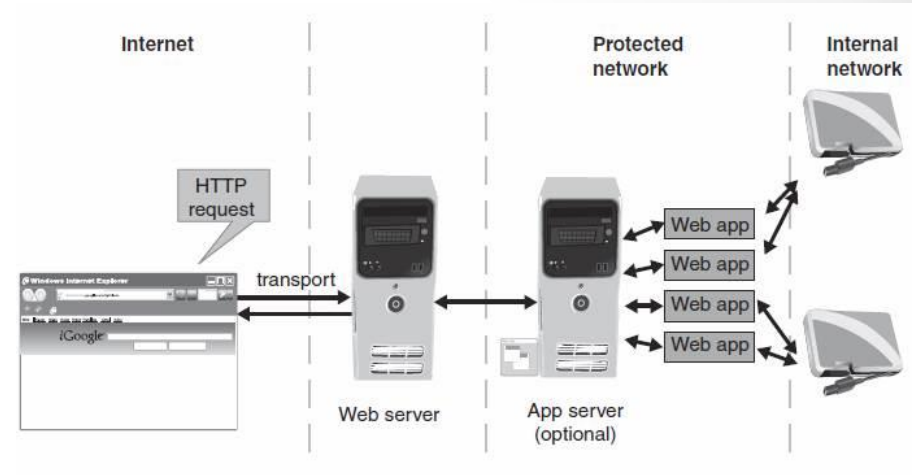 Internet
Protected
network
Internal
network
HTTP
request
Windows Internet Explorer
transport
iGoogle
Web app
Web app
Web app
Web app
Web server
App server
(optional)